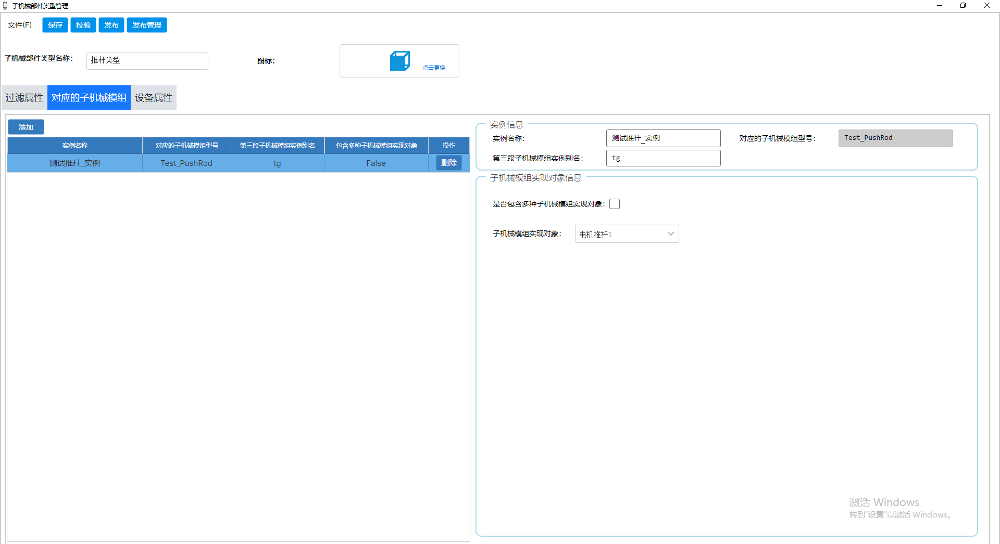 子机械部件类型管理
文件(F) 保存 校验 发布 发布管理
子机械部件类型名称： 推杆类型 图标： 点击更换
过滤属性 对应的子机械模组 设备属性
添加
实例名称 对应的子机械模组型号 第三段子机械模组实例别名 包含多种子机械模组实现对象 操作
测试推杆_实例 Test_PushRod tg False 删除
实例信息
实例名称： 测试推杆_实例 对应的子机械模组型号： Test_PushRod
第三段子机械模组实例别名： tg
子机械模组实现对象信息
是否包含多种子机械模组实现对象：
子机械模组实现对象： 电机推杆1
激活 Windows
转到“设置”以激活 Windows。